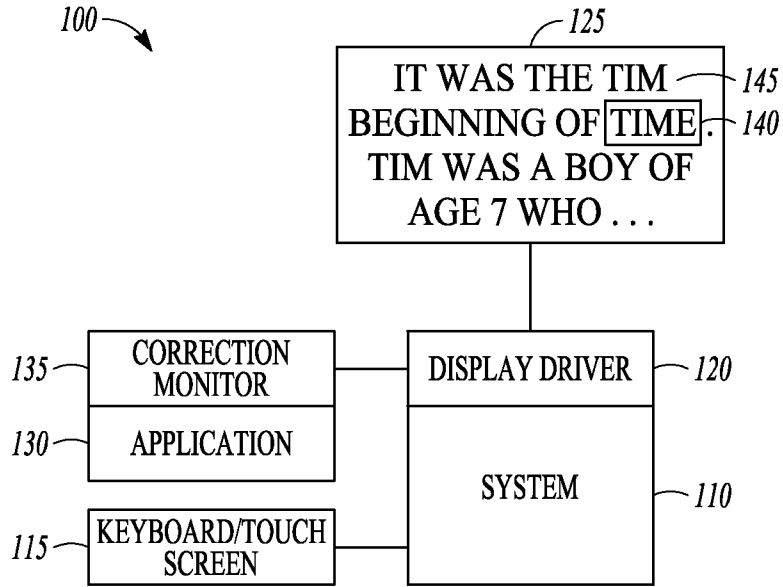 100
125
IT WAS THE TIM 145
BEGINNING OF TIME . 140
TIM WAS A BOY OF
AGE 7 WHO . . .
135 CORRECTION
MONITOR
DISPLAY DRIVER 120
130 APPLICATION
SYSTEM 110
115 KEYBOARD/TOUCH
SCREEN